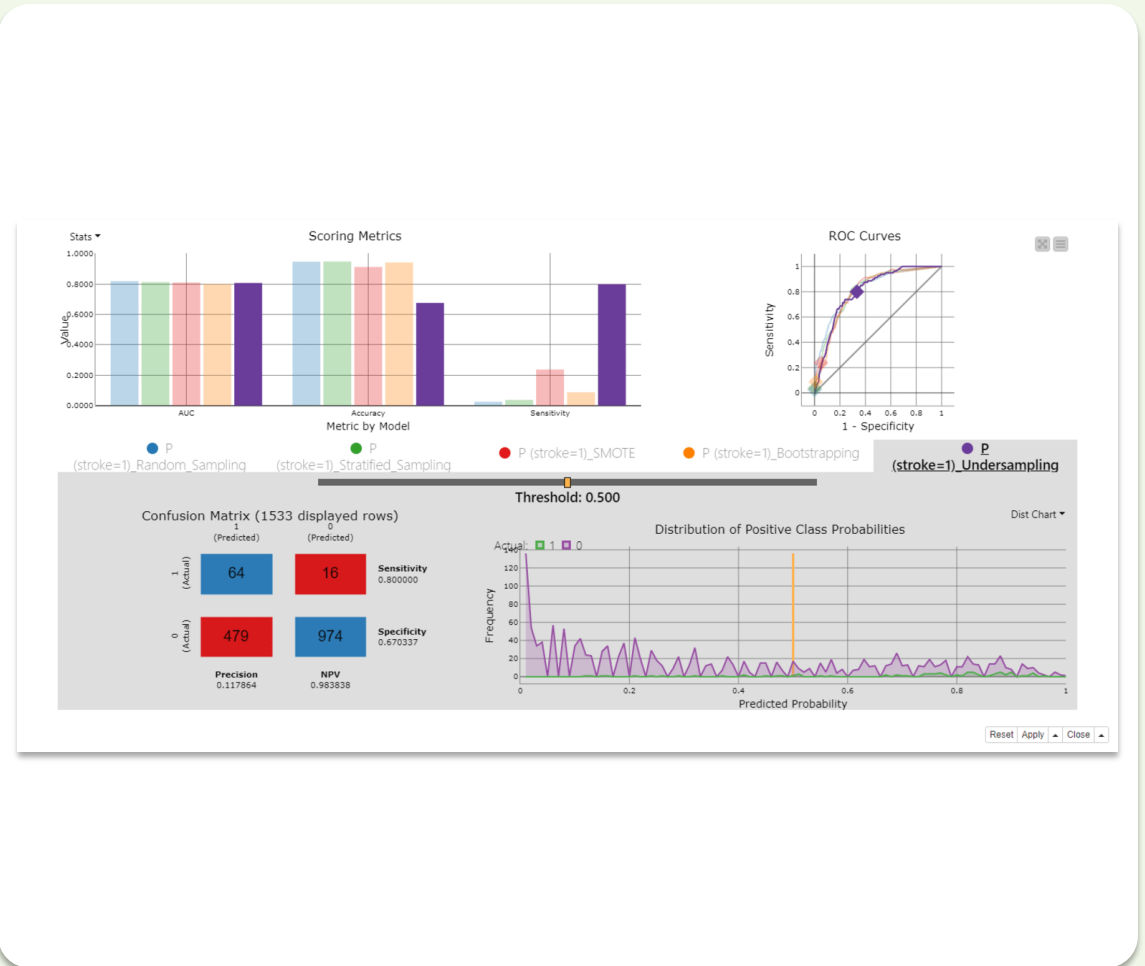 Stats
Scoring Metrics
1.0000
0.8000
0.6000
0.4000
0.2000
0.0000
Value
AUC
Accuracy
Sensitivity
Metric by Model
ROC Curves
1
0.8
0.6
0.4
0.2
0
Sensitivity
0
0.2
0.4
0.6
0.8
1
1 - Specificity
P
(stroke=1)_Random_Sampling
P
(stroke=1)_Stratified_Sampling
P (stroke=1)_SMOTE
P (stroke=1)_Bootstrapping
P
(stroke=1)_Undersampling
Threshold: 0.500
Confusion Matrix (1533 displayed rows)
1
(Predicted)
0
(Predicted)
1
(Actual)
64
16
Sensitivity
0.800000
0
(Actual)
479
974
Specificity
0.670337
Precision
0.117864
NPV
0.983838
Dist Chart
Distribution of Positive Class Probabilities
Actual: 1 0
140
120
100
80
60
40
20
0
Frequency
0
0.2
0.4
0.6
0.8
1
Predicted Probability
Reset
Apply
Close